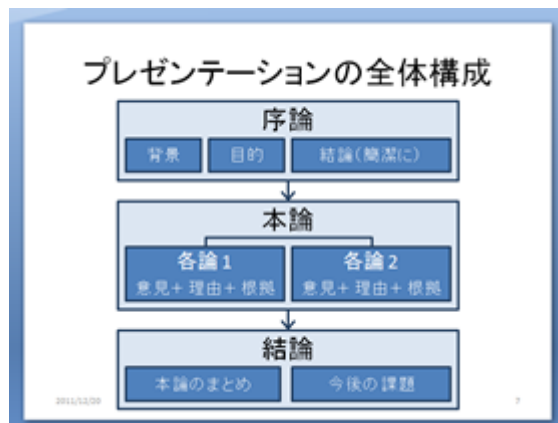 プレゼンテーションの全体構成
序論
背景 目的 結論(簡潔に)
本論
各論1 各論2
意見+理由+根拠 意見+理由+根拠
結論
本論のまとめ 今後の課題
2011/12/20 7